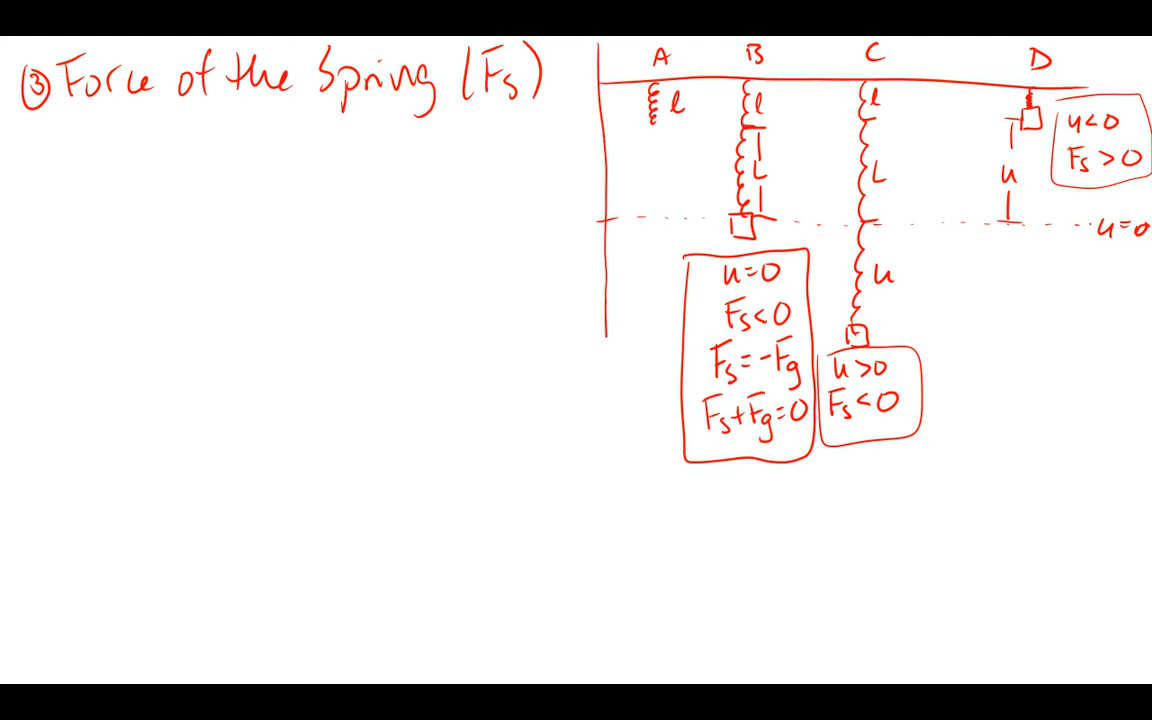 ③ Force of the Spring (Fs)
A B C D
l
l
L
l
L
u
u
u<0
Fs>0
u=0
u=0
Fs<0
Fs=-Fg
Fs+Fg=0
u>0
Fs<0